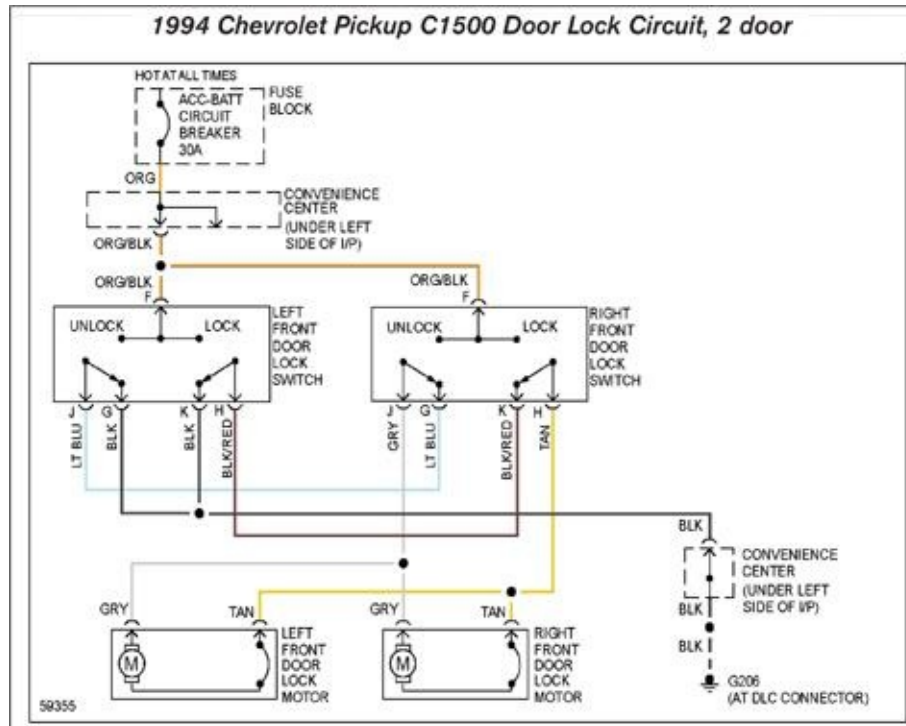 1994 Chevrolet Pickup C1500 Door Lock Circuit, 2 door
HOT AT ALL TIMES
ACC-BATT
CIRCUIT
BREAKER
30A
FUSE
BLOCK
ORG
CONVENIENCE
CENTER
(UNDER LEFT
SIDE OF I/P)
ORG/BLK
ORG/BLK
F
ORG/BLK
F
UNLOCK
LOCK
LEFT
FRONT
DOOR
LOCK
SWITCH
UNLOCK
LOCK
RIGHT
FRONT
DOOR
LOCK
SWITCH
J
G
K
H
J
G
K
H
LT BLU
BLK
BLK
BLK/RED
GRY
LT BLU
BLK/RED
TAN
BLK
CONVENIENCE
CENTER
(UNDER LEFT
SIDE OF I/P)
BLK
BLK
G206
(AT DLC CONNECTOR)
GRY
TAN
M
LEFT
FRONT
DOOR
LOCK
MOTOR
GRY
TAN
M
RIGHT
FRONT
DOOR
LOCK
MOTOR
59355